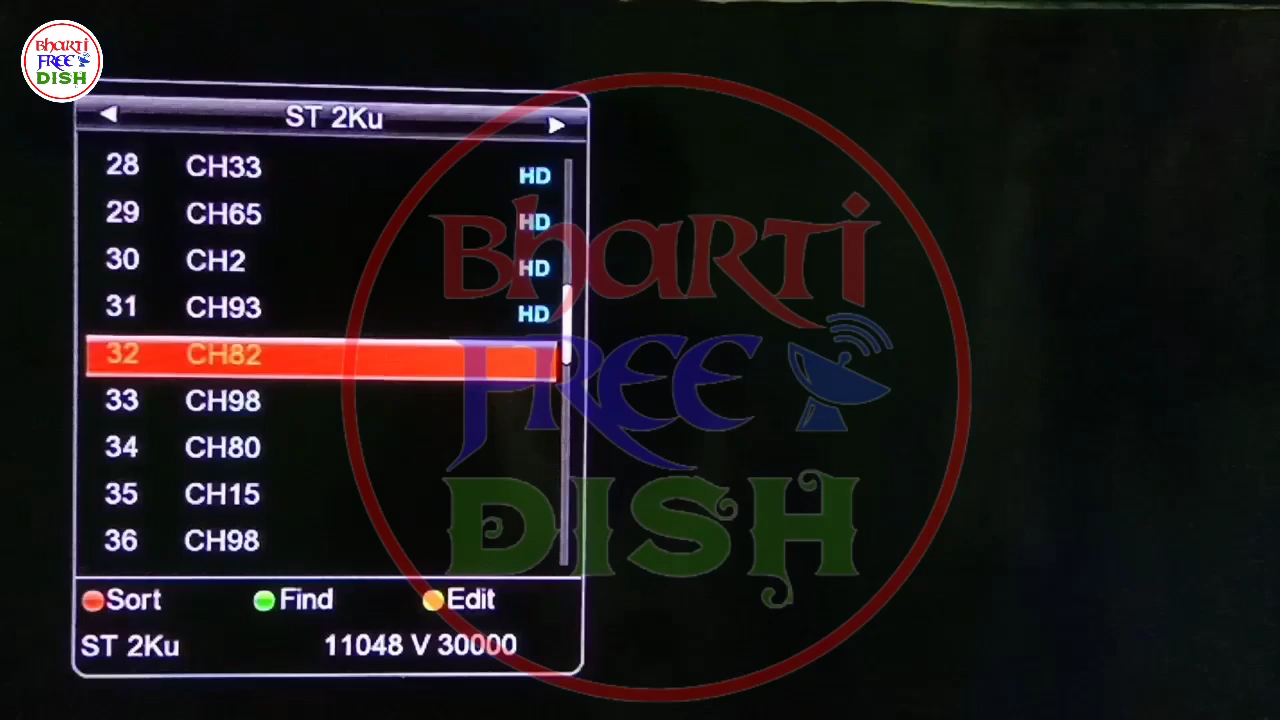 BhARTI
FREE
DISH
ST 2Ku
28 CH33 HD
29 CH65 HD
30 CH2 HD
31 CH93 HD
32 CH82
33 CH98
34 CH80
35 CH15
36 CH98
Sort Find Edit
ST 2Ku 11048 V 30000
BhARTI
FREE
DISH